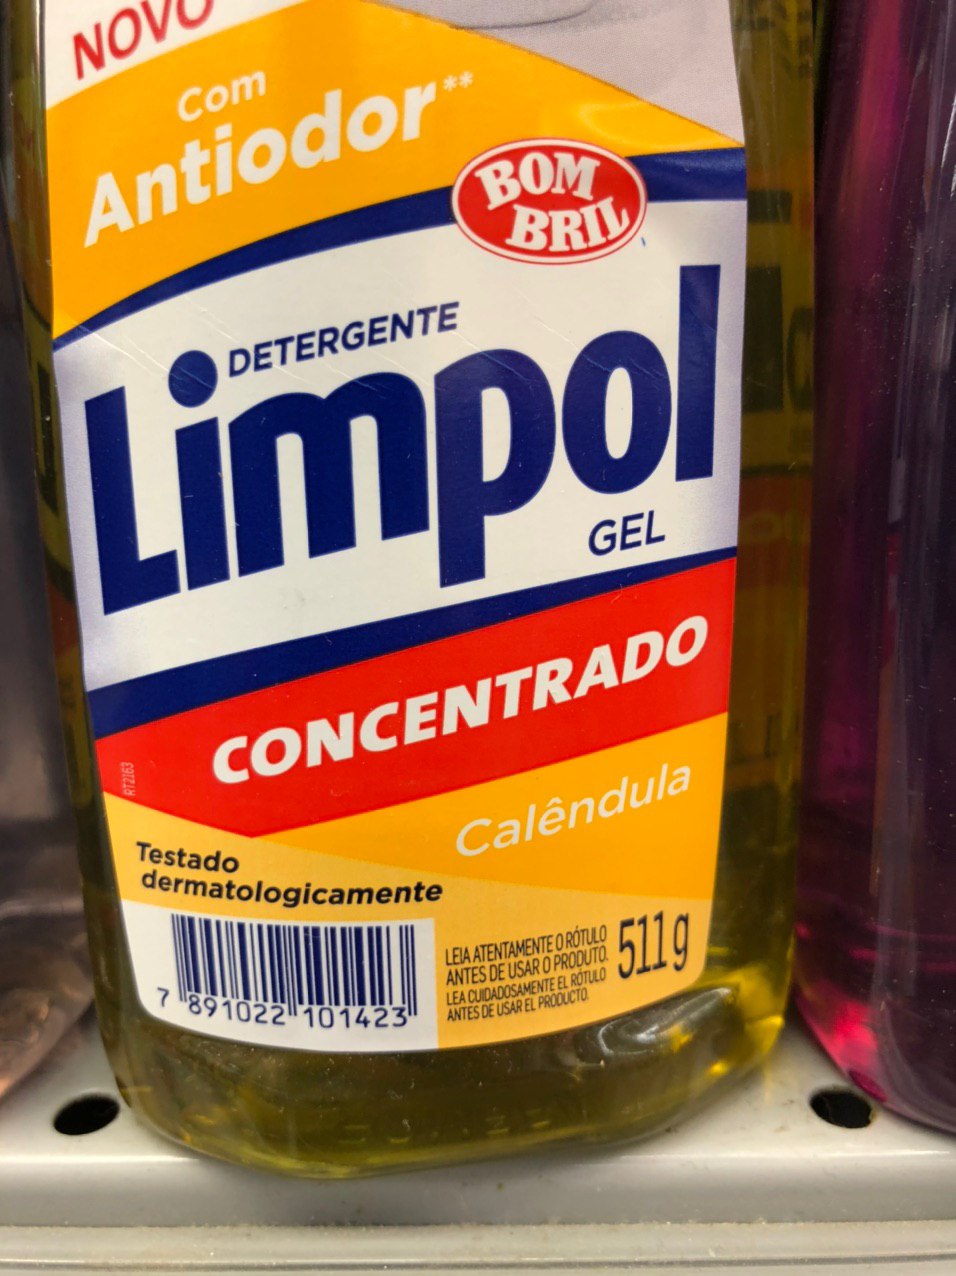 NOVO
Com
Antiodor**
BOM
BRIL
DETERGENTE
Limpol
GEL
CONCENTRADO
Calêndula
RT2163
Testado
dermatologicamente
LEIA ATENTAMENTE O RÓTULO
ANTES DE USAR O PRODUTO.
LEA CUIDADOSAMENTE EL RÓTULO
ANTES DE USAR EL PRODUCTO.
511g
7 891022 101423